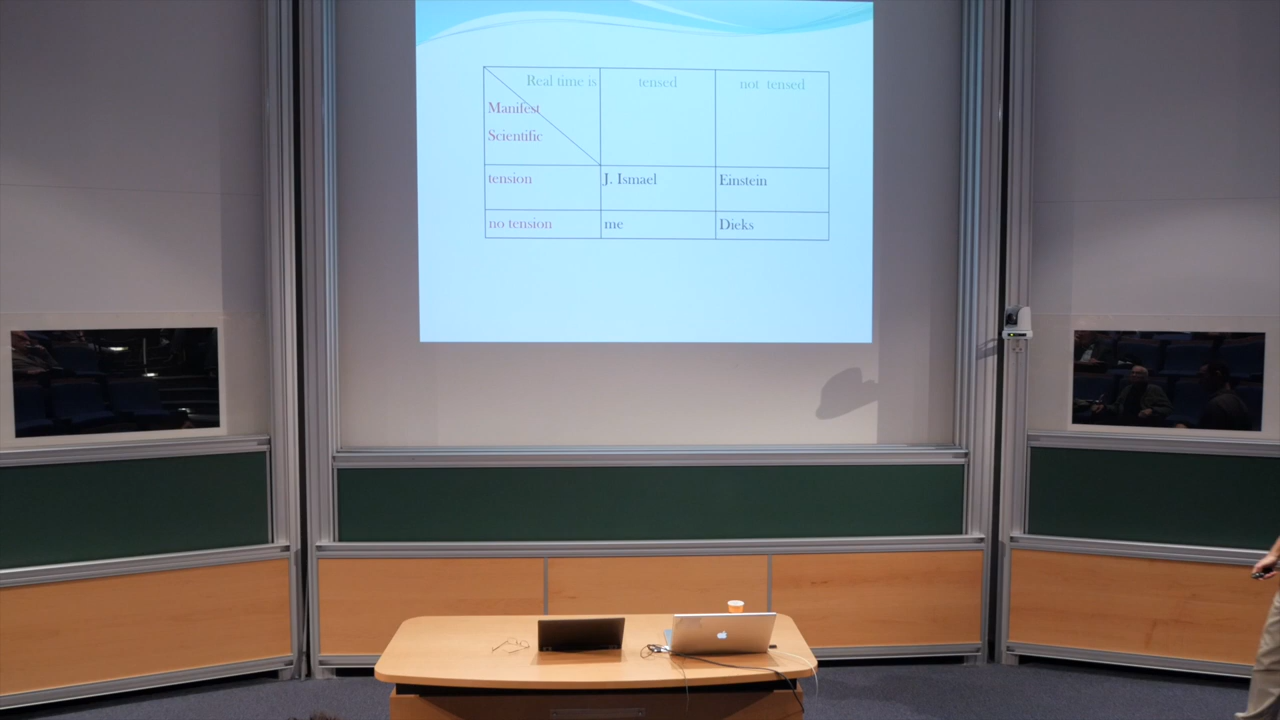 Real time is tensed not tensed
Manifest
Scientific
tension J. Ismael Einstein
no tension me Dieks